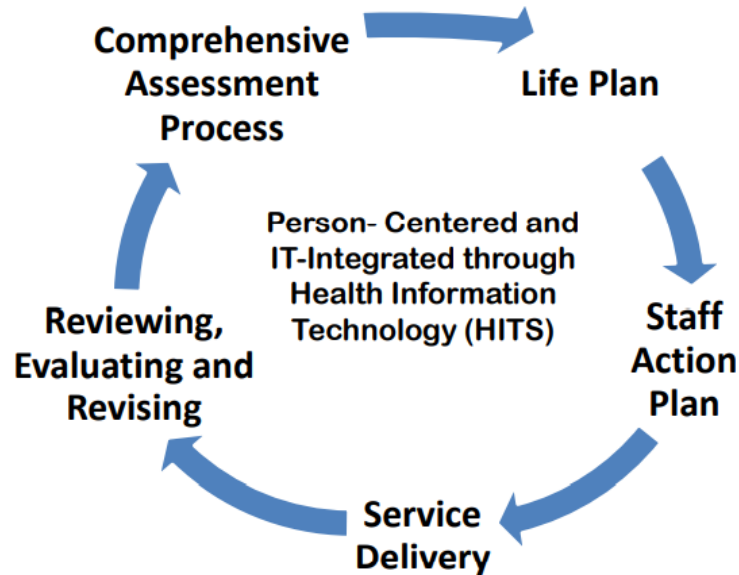 Comprehensive
Assessment
Process
Life Plan
Person- Centered and
IT-Integrated through
Health Information
Technology (HITS)
Staff
Action
Plan
Reviewing,
Evaluating and
Revising
Service
Delivery